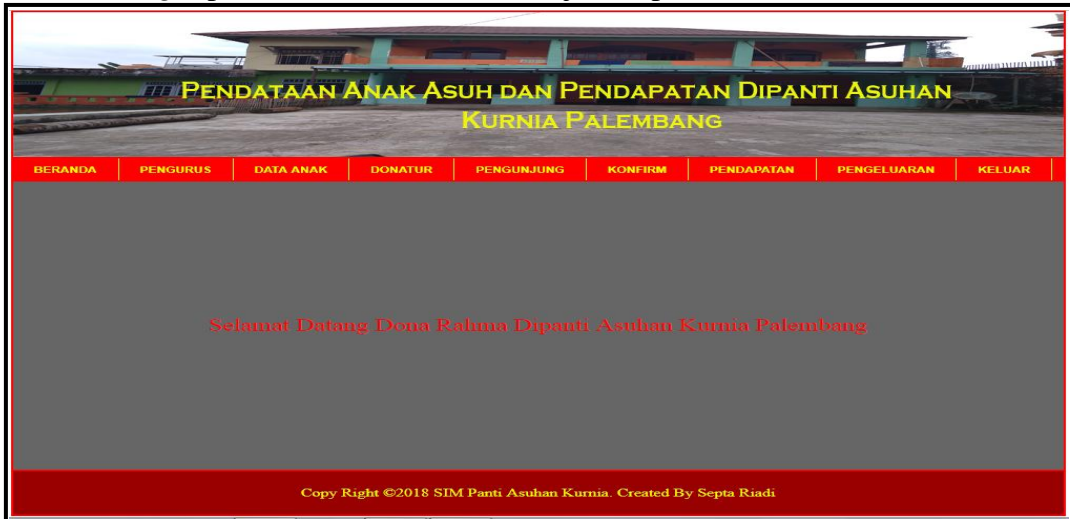 PENDATAAN ANAK ASUH DAN PENDAPATAN DIPANTI ASUHAN
KURNIA PALEMBANG
BERANDA PENGURUS DATA ANAK DONATUR PENGUNJUNG KONFIRM PENDAPATAN PENGELUARAN KELUAR
Selamat Datang Dona Rahma Dipanti Asuhan Kurnia Palembang
Copy Right ©2018 SIM Panti Asuhan Kurnia. Created By Septa Riadi